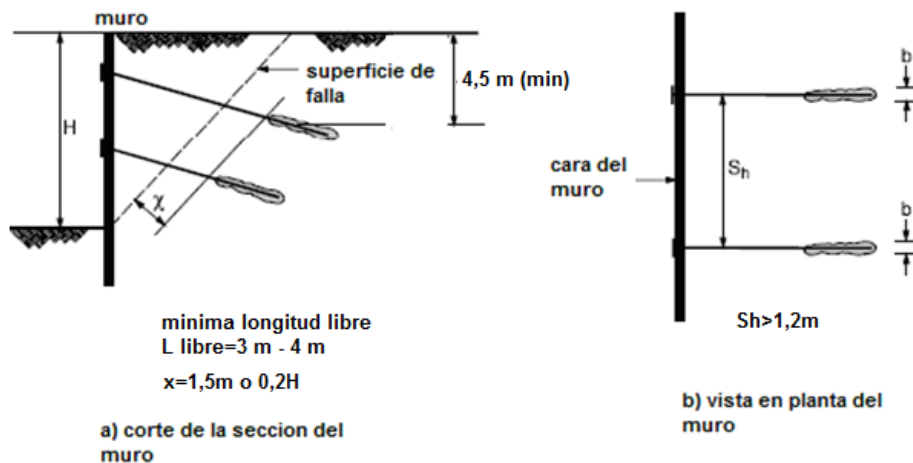 muro
superficie de
falla
4,5 m (min)
H
χ
minima longitud libre
L libre=3 m - 4 m
x=1,5m o 0,2H
a) corte de la seccion del
muro
b
cara del
muro
Sh
b
Sh>1,2m
b) vista en planta del
muro